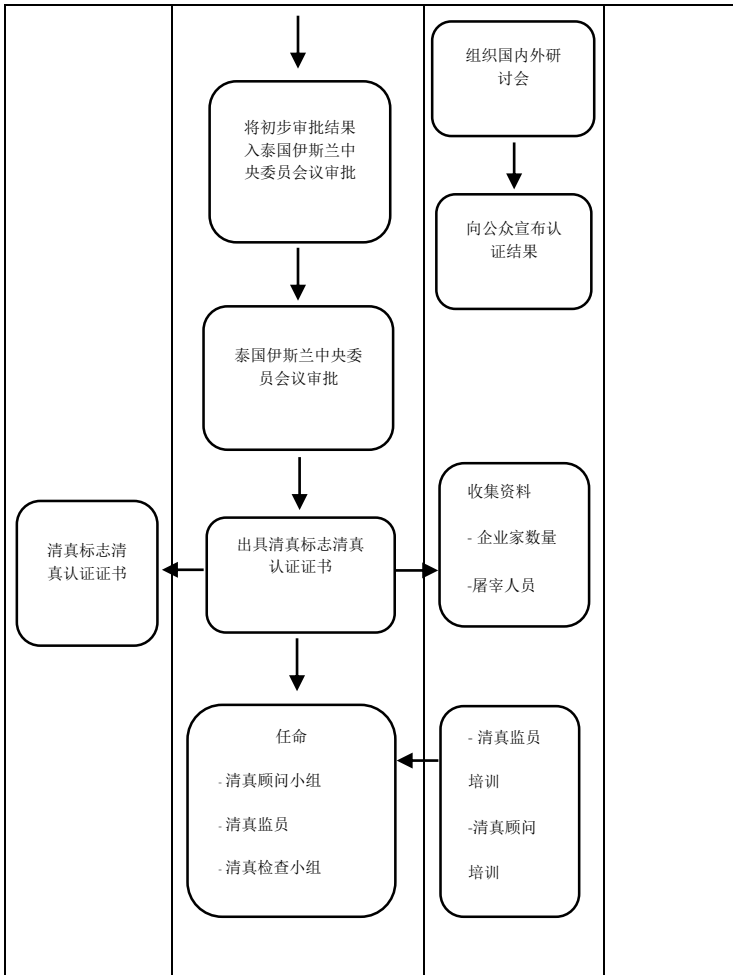 组织国内外研
讨会
将初步审批结果
入泰国伊斯兰中
央委员会议审批
向公众宣布认
证结果
泰国伊斯兰中央委
员会议审批
清真标志清
真认证证书
出具清真标志清真
认证证书
收集资料
- 企业家数量
-屠宰人员
任命
- 清真顾问小组
- 清真监员
- 清真检查小组
- 清真监员
培训
-清真顾问
培训